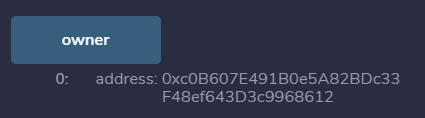 owner
0: address: 0xc0B607E491B0e5A82BDc33
F48ef643D3c9968612